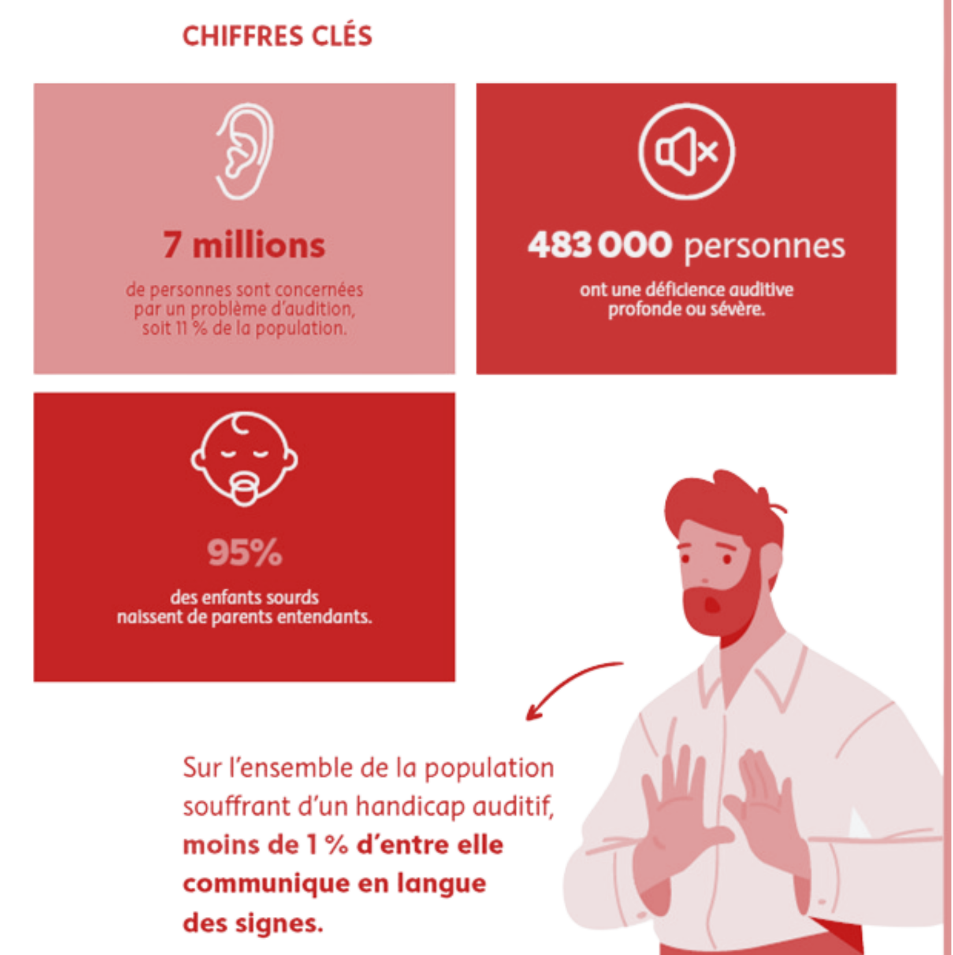 CHIFFRES CLÉS
7 millions
de personnes sont concernées
par un problème d'audition,
soit 11 % de la population.
483 000 personnes
ont une déficience auditive
profonde ou sévère.
95%
des enfants sourds
naissent de parents entendants.
Sur l'ensemble de la population
souffrant d'un handicap auditif,
moins de 1 % d'entre elle
communique en langue
des signes.